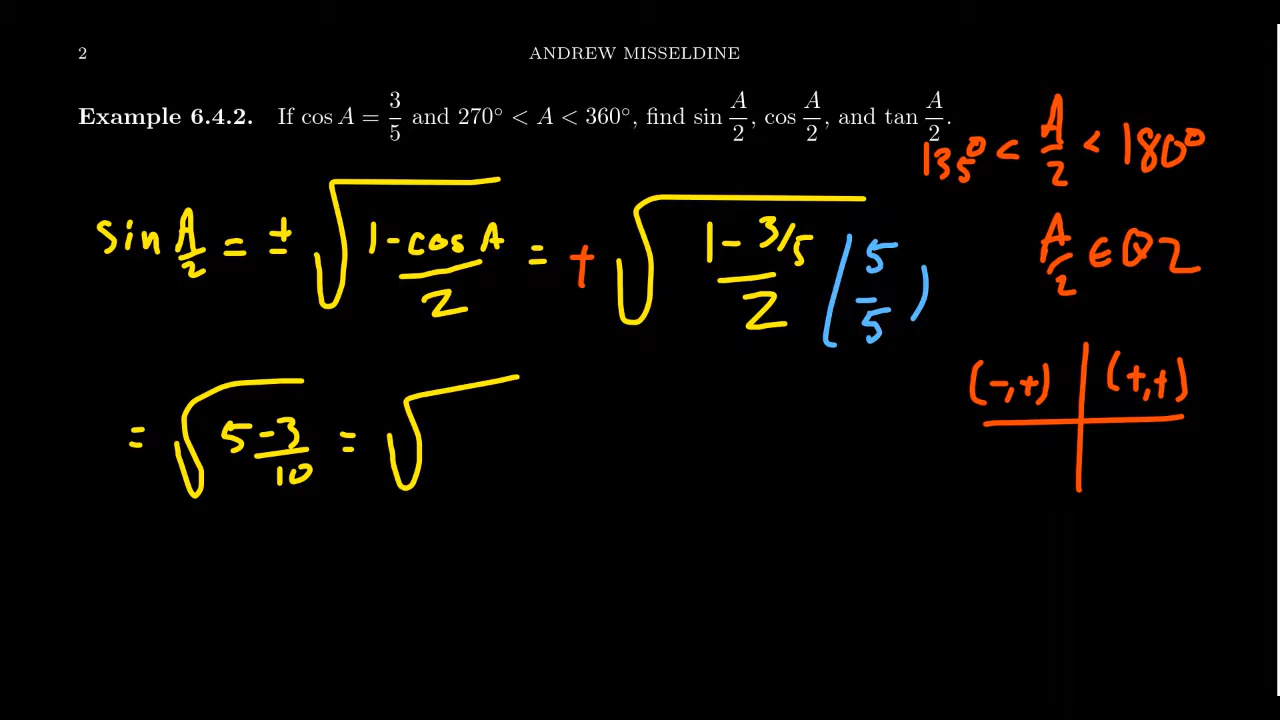 2 ANDREW MISSELDINE
Example 6.4.2. If cos A = 3/5 and 270° < A < 360°, find sin A/2, cos A/2, and tan A/2.
135° < A/2 < 180°
sin A/2 = ± √((1 - cos A)/2) = + √((1 - 3/5)/2 (5/5))
A/2 ∈ Q2
(-,+) (+,+)
= √((5-3)/10) = √